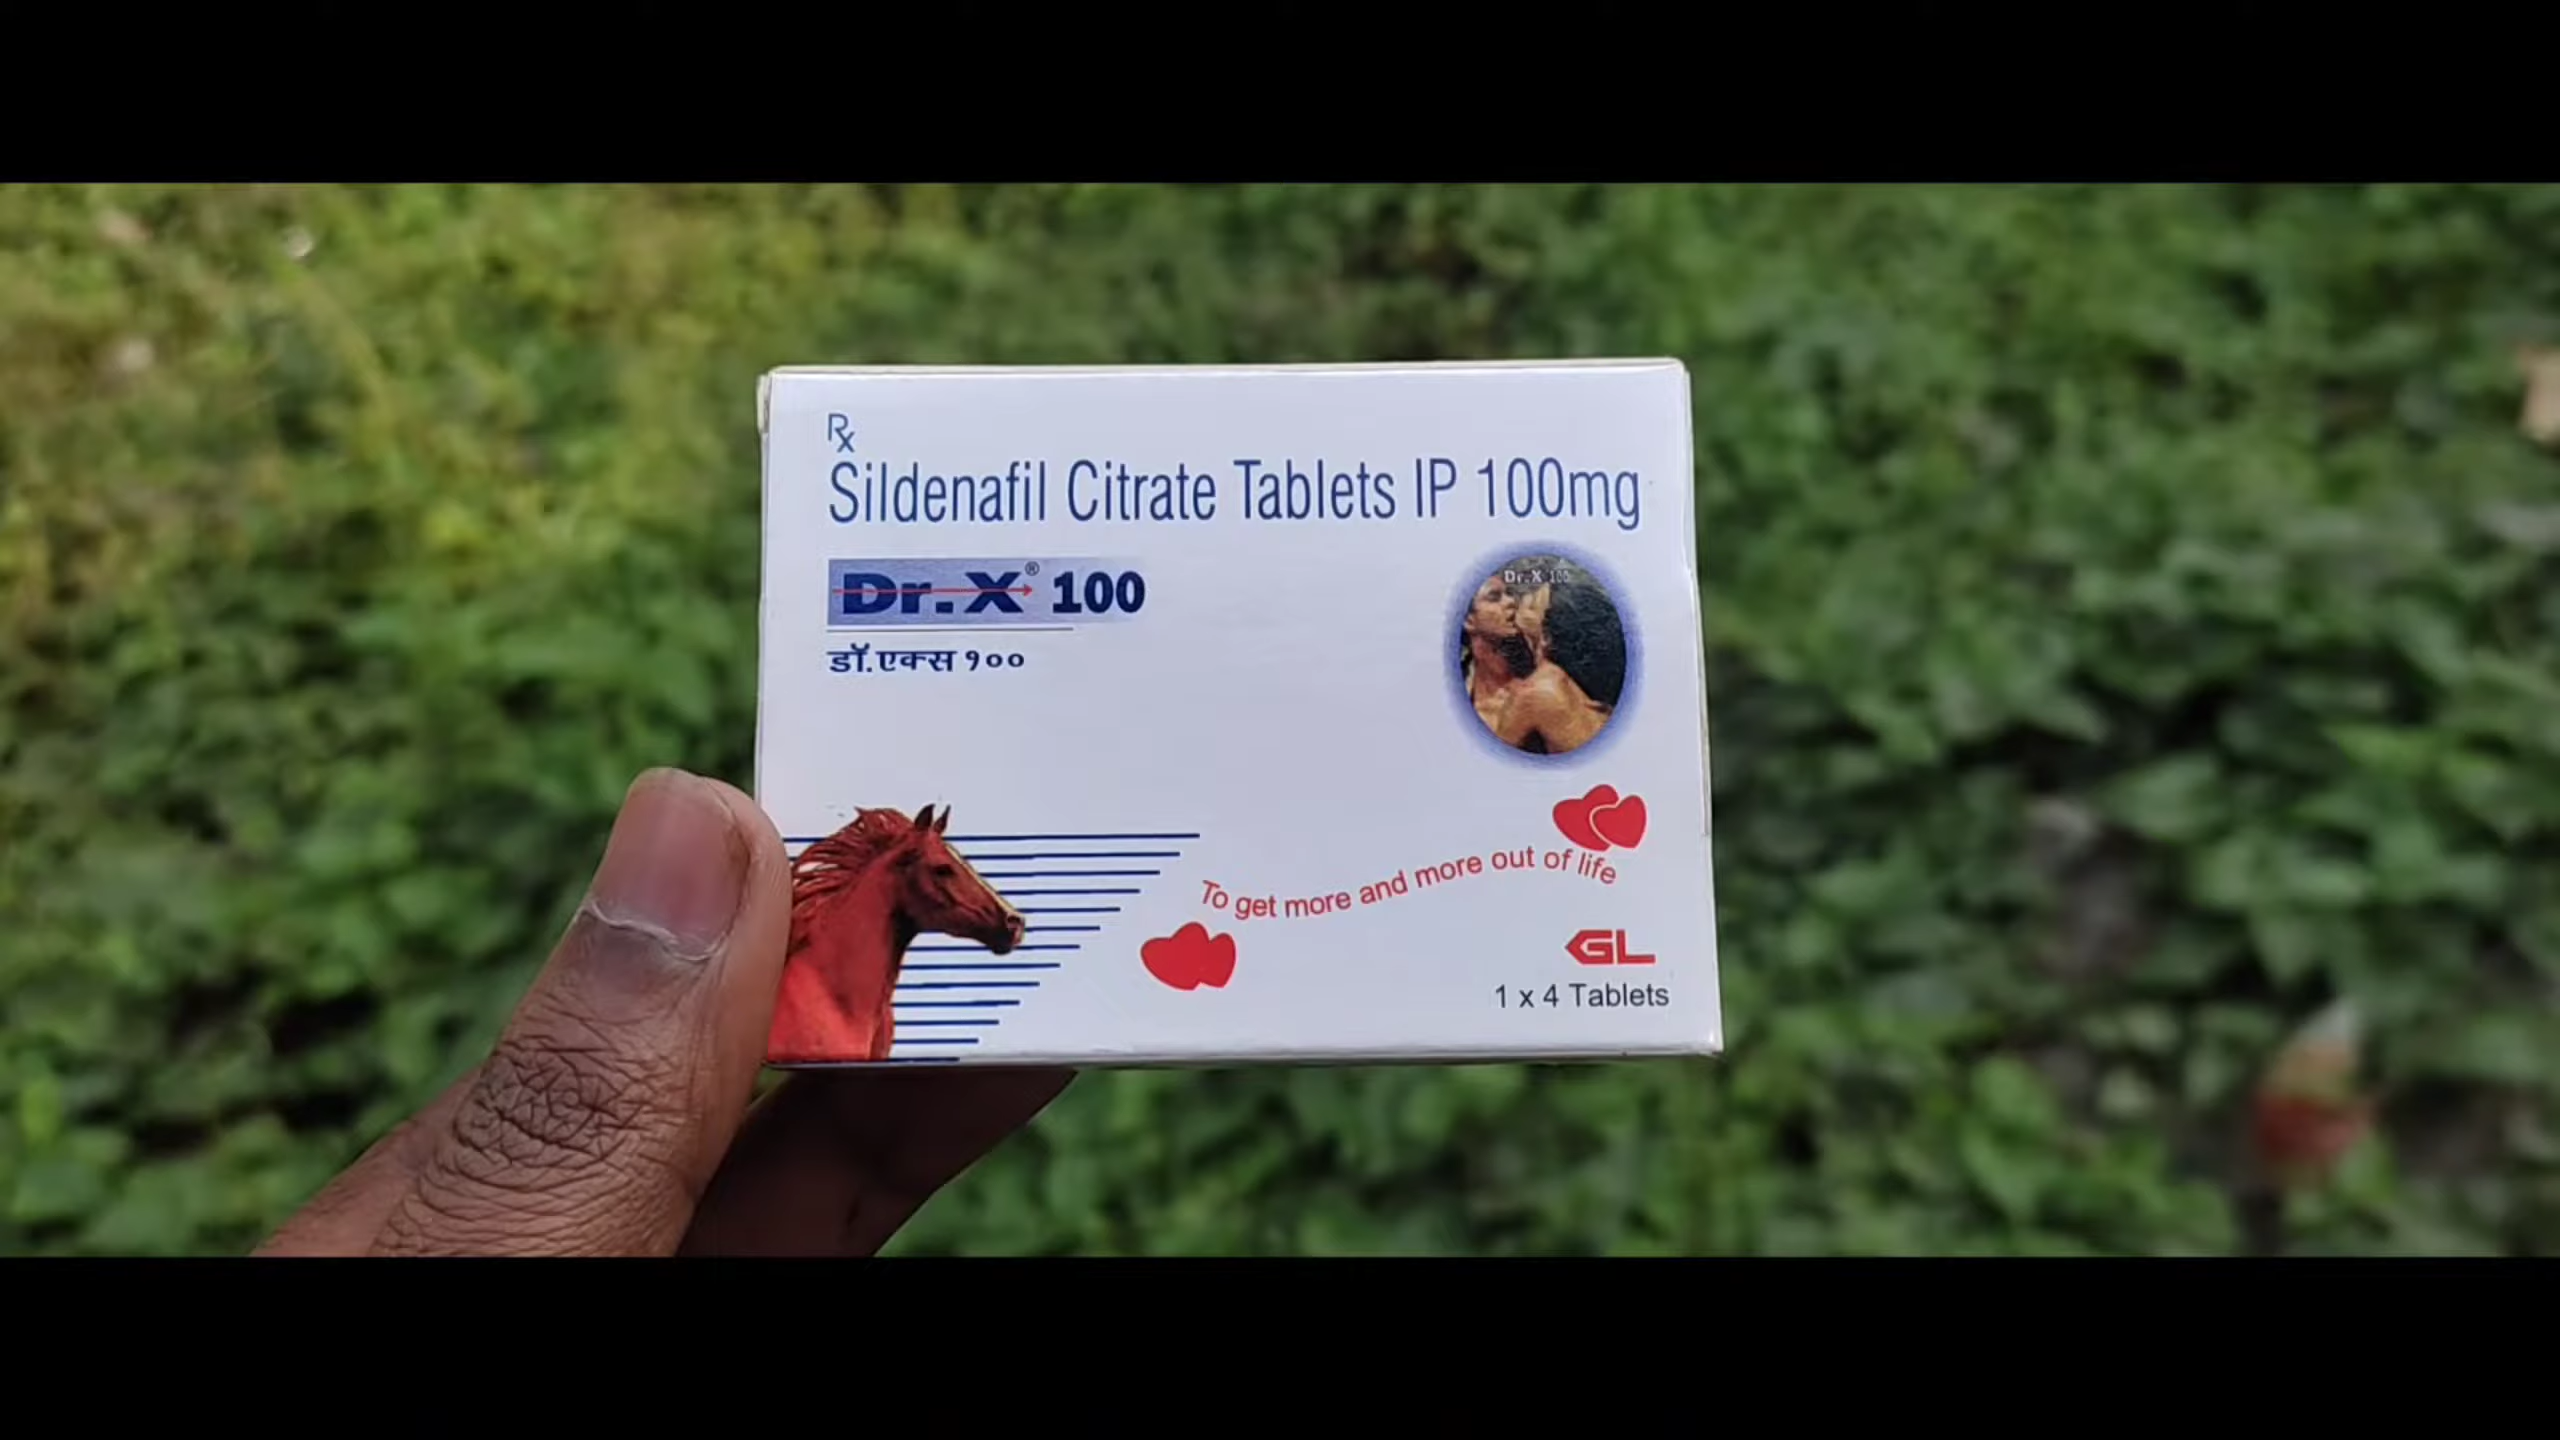 Rx
Sildenafil Citrate Tablets IP 100mg
Dr.X® 100
डॉ.एक्स १००
Dr.X 100
To get more and more out of life
GL
1 x 4 Tablets